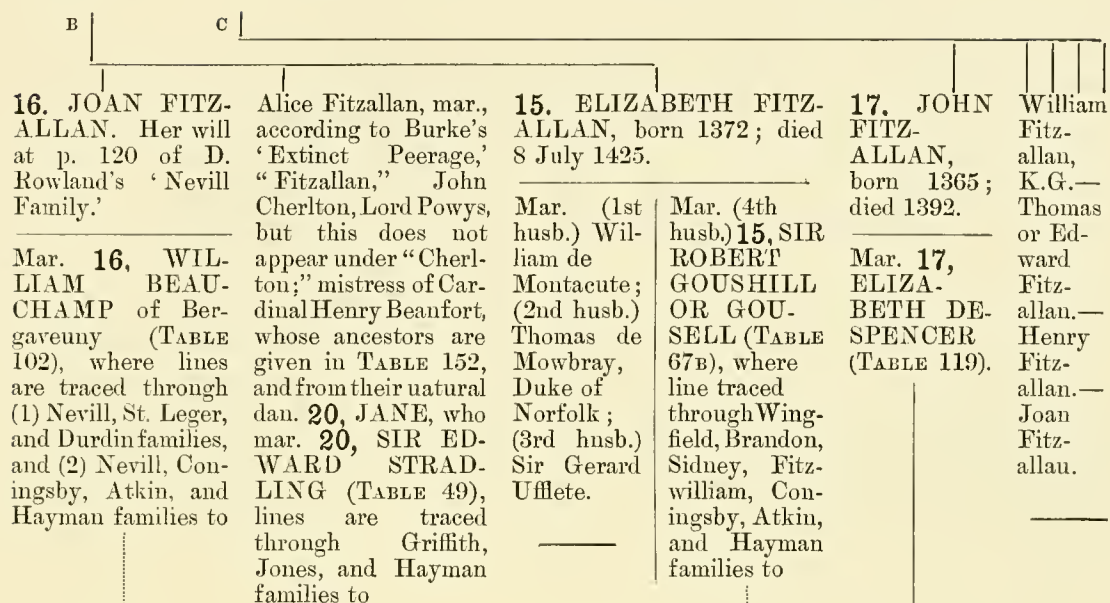 B
C
16. JOAN FITZ-
ALLAN. Her will
at p. 120 of D.
Rowland's ‘Nevill
Family.’
Mar. 16, WIL-
LIAM BEAU-
CHAMP of Ber-
gavenny (TABLE
102), where lines
are traced through
(1) Nevill, St. Leger,
and Durdin families,
and (2) Nevill, Con-
ingsby, Atkin, and
Hayman families to
Alice Fitzallan, mar.,
according to Burke's
‘Extinct Peerage,’
“Fitzallan,” John
Cherlton, Lord Powys,
but this does not
appear under “Cherl-
ton;” mistress of Car-
dinal Henry Beaufort,
whose ancestors are
given in TABLE 152,
and from their natural
dau. 20, JANE, who
mar. 20, SIR ED-
WARD STRAD-
LING (TABLE 49),
lines are traced
through Griffith,
Jones, and Hayman
families to
15. ELIZABETH FITZ-
ALLAN, born 1372; died
8 July 1425.
Mar. (1st
husb.) Wil-
liam de
Montacute;
(2nd husb.)
Thomas de
Mowbray,
Duke of
Norfolk;
(3rd husb.)
Sir Gerard
Ufflete.
Mar. (4th
husb.) 15, SIR
ROBERT
GOUSHILL
OR GOU-
SELL (TABLE
67B), where
line traced
through Wing-
field, Brandon,
Sidney, Fitz-
william, Con-
ingsby, Atkin,
and Hayman
families to
17. JOHN
FITZ-
ALLAN,
born 1365;
died 1392.
Mar. 17,
ELIZA-
BETH DE-
SPENCER
(TABLE 119).
William
Fitz-
allan,
K.G.—
Thomas
or Ed-
ward
Fitz-
allan.—
Henry
Fitz-
allan.—
Joan
Fitz-
allan.